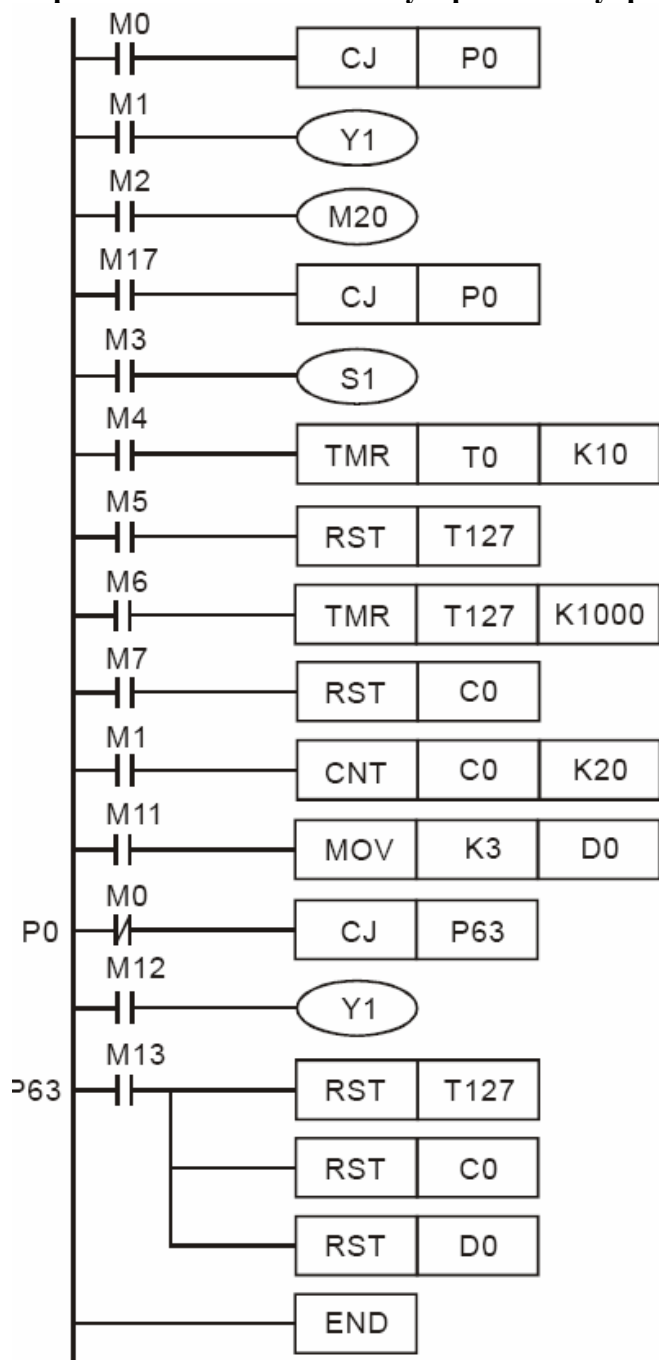 M0
CJ P0
M1
Y1
M2
M20
M17
CJ P0
M3
S1
M4
TMR T0 K10
M5
RST T127
M6
TMR T127 K1000
M7
RST C0
M1
CNT C0 K20
M11
MOV K3 D0
M0
P0 CJ P63
M12
Y1
M13
P63 RST T127
RST C0
RST D0
END